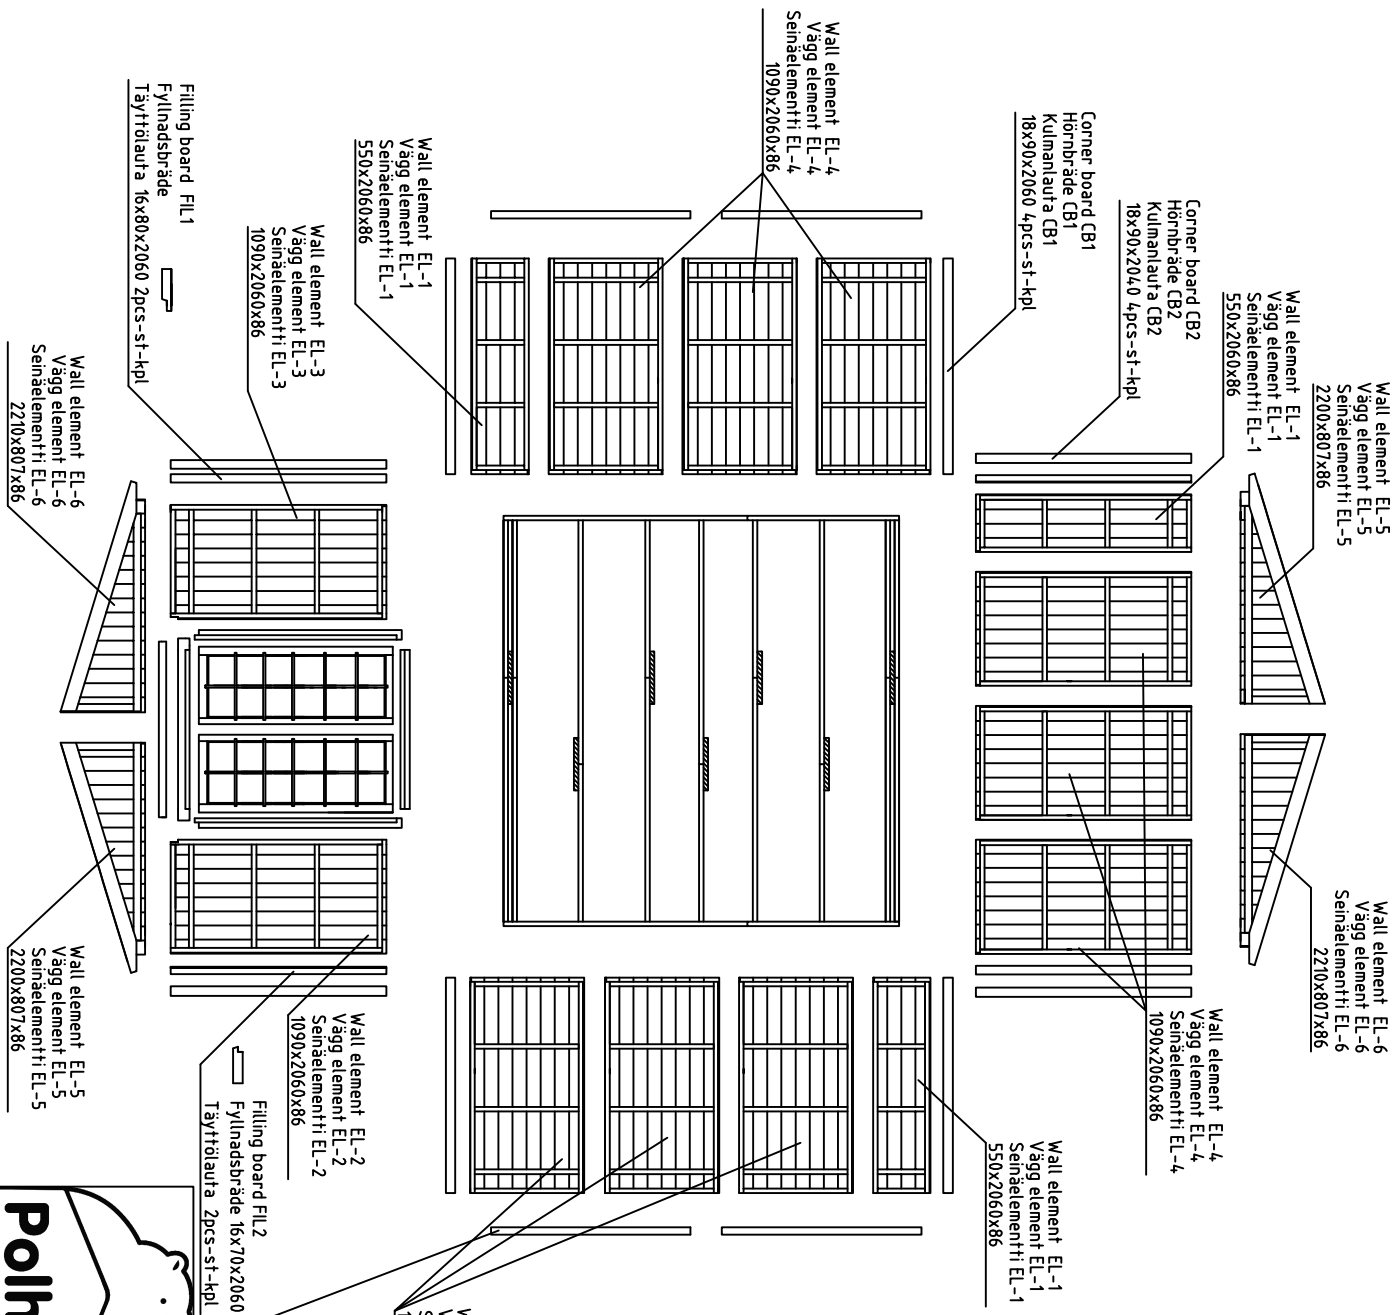 Wall element EL-5
Vägg element EL-5
Seinäelementti EL-5
2200x807x86
Wall element EL-6
Vägg element EL-6
Seinäelementti EL-6
2210x807x86
Wall element EL-1
Vägg element EL-1
Seinäelementti EL-1
550x2060x86
Corner board CB2
Hörnbräde CB2
Kulmanlauta CB2
18x90x2040 4pcs-st-kpl
Corner board CB1
Hörnbräde CB1
Kulmanlauta CB1
18x90x2060 4pcs-st-kpl
Wall element EL-4
Vägg element EL-4
Seinäelementti EL-4
1090x2060x86
Wall element EL-4
Vägg element EL-4
Seinäelementti EL-4
1090x2060x86
Wall element EL-1
Vägg element EL-1
Seinäelementti EL-1
550x2060x86
Wall element EL-1
Vägg element EL-1
Seinäelementti EL-1
550x2060x86
Wall element EL-3
Vägg element EL-3
Seinäelementti EL-3
1090x2060x86
Wall element EL-2
Vägg element EL-2
Seinäelementti EL-2
1090x2060x86
Filling board FIL1
Fyllnadsbräde
Täyttölauta 16x80x2060 2pcs-st-kpl
Filling board FIL2
Fyllnadsbräde 16x70x2060
Täyttölauta 2pcs-st-kpl
Wall element EL-6
Vägg element EL-6
Seinäelementti EL-6
2210x807x86
Wall element EL-5
Vägg element EL-5
Seinäelementti EL-5
2200x807x86
Polh